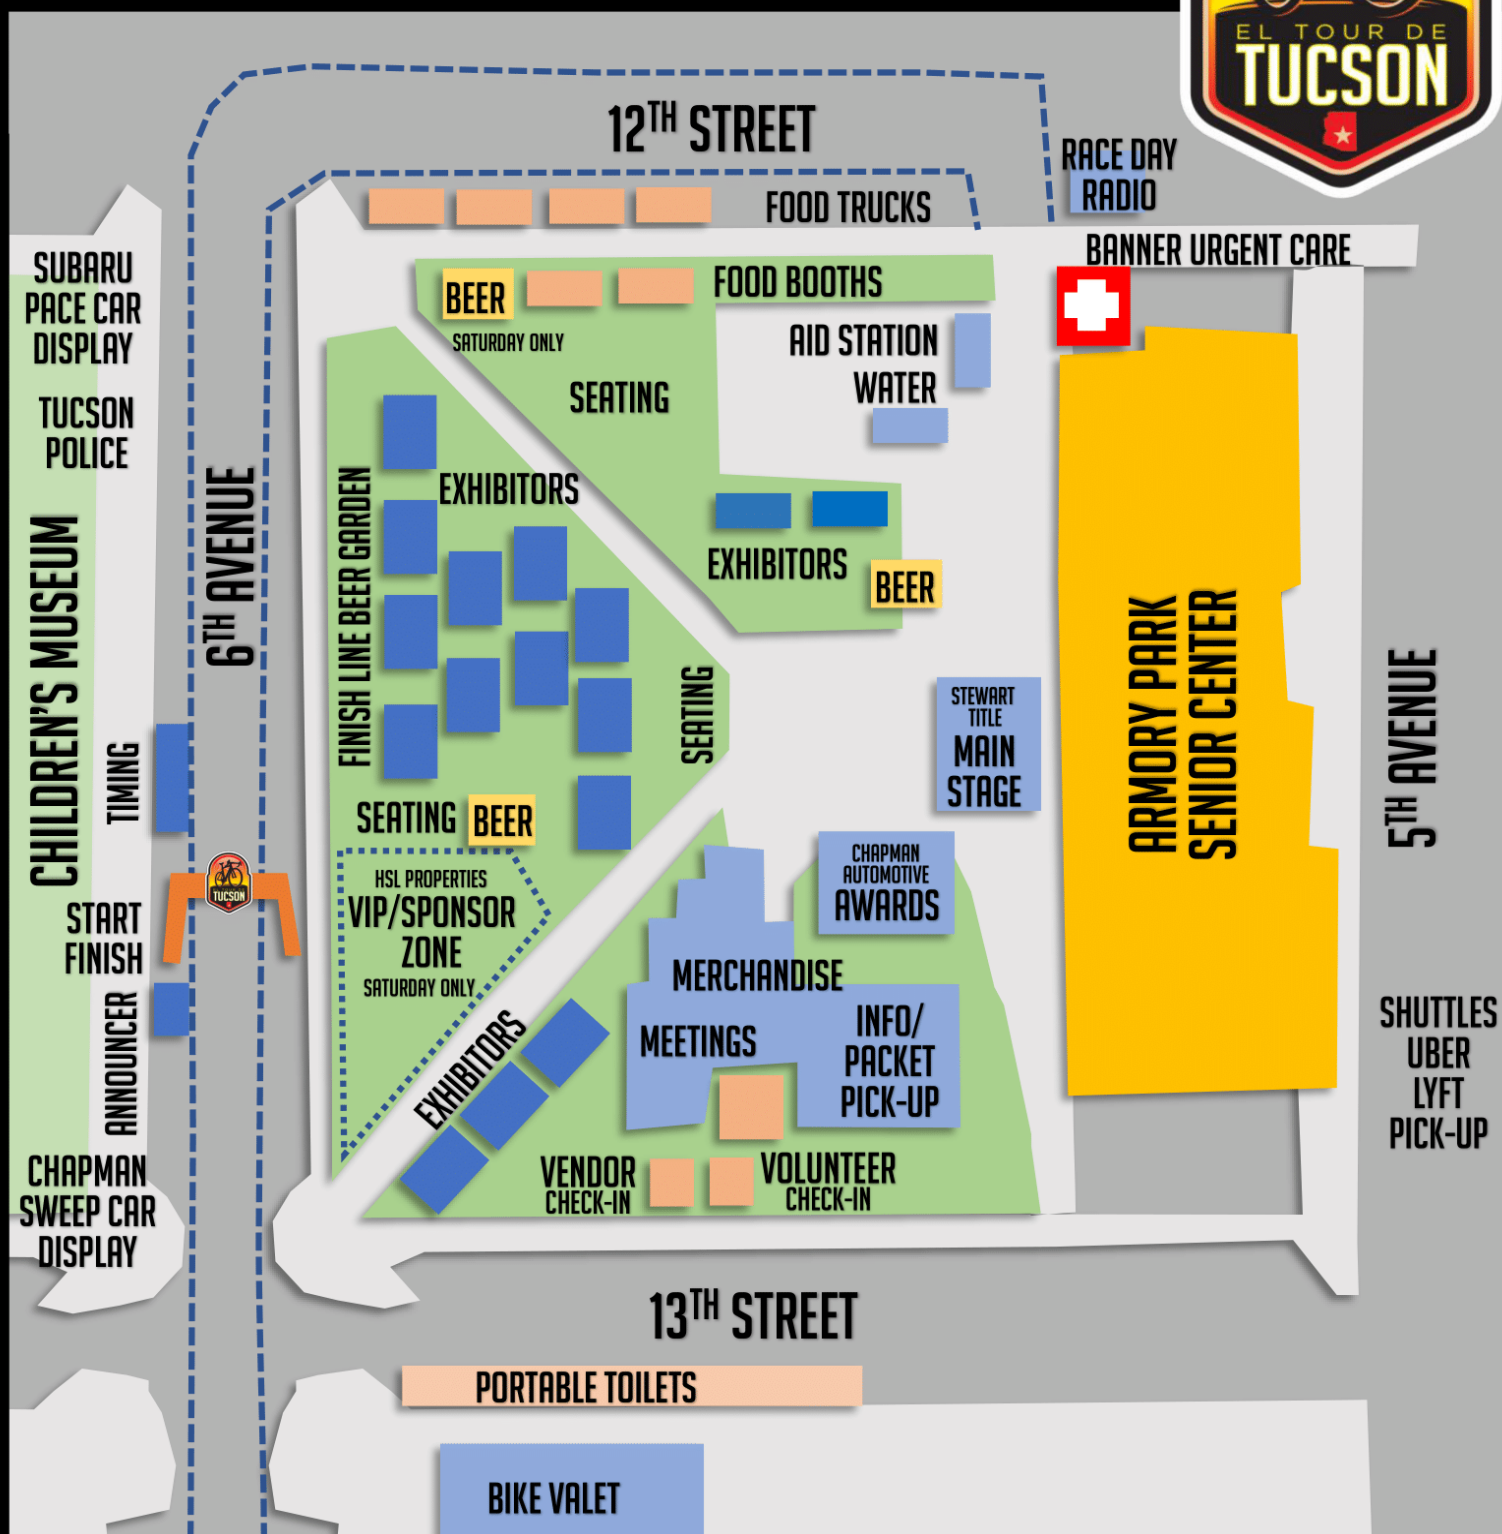 EL TOUR DE
TUCSON
12TH STREET
RACE DAY
RADIO
FOOD TRUCKS
BANNER URGENT CARE
SUBARU
PACE CAR
DISPLAY
BEER
FOOD BOOTHS
SATURDAY ONLY
AID STATION
WATER
SEATING
TUCSON
POLICE
EXHIBITORS
FINISH LINE BEER GARDEN
6TH AVENUE
CHILDREN'S MUSEUM
EXHIBITORS
BEER
SEATING
STEWART
TITLE
MAIN
STAGE
ARMORY PARK
SENIOR CENTER
5TH AVENUE
TIMING
SEATING
BEER
CHAPMAN
AUTOMOTIVE
AWARDS
TUCSON
HSL PROPERTIES
VIP/SPONSOR
ZONE
SATURDAY ONLY
START
FINISH
MERCHANDISE
MEETINGS
INFO/
PACKET
PICK-UP
SHUTTLES
UBER
LYFT
PICK-UP
ANNOUNCER
EXHIBITORS
VENDOR
CHECK-IN
VOLUNTEER
CHECK-IN
CHAPMAN
SWEEP CAR
DISPLAY
13TH STREET
PORTABLE TOILETS
BIKE VALET